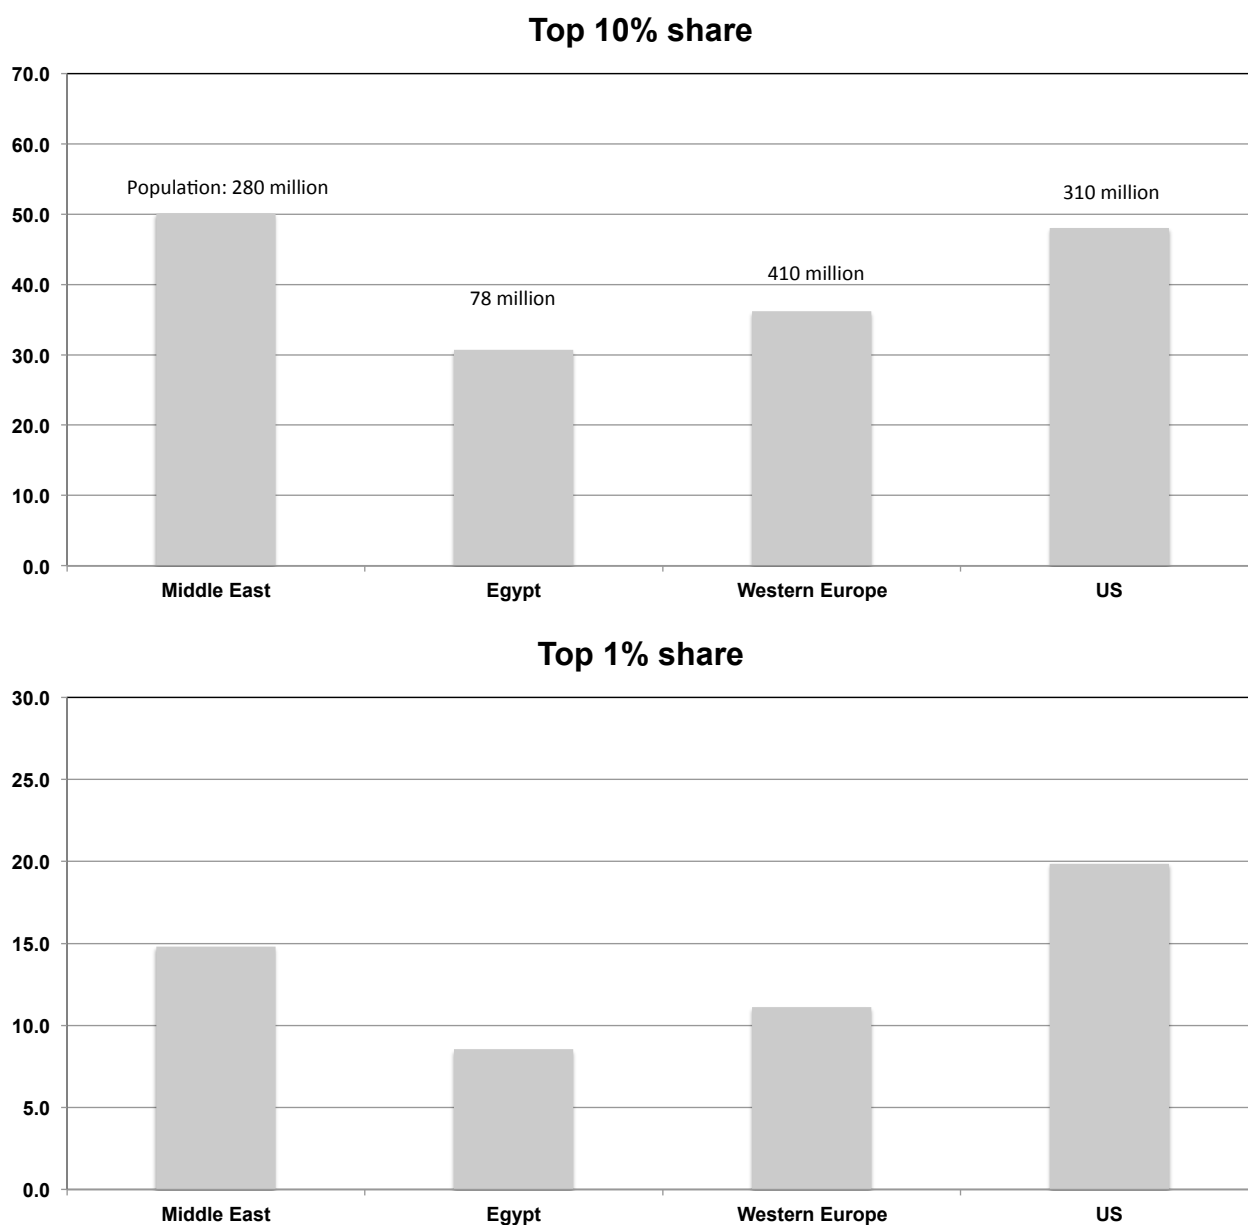 Top 10% share
70.0
60.0
Population: 280 million
310 million
50.0
410 million
40.0
78 million
30.0
20.0
10.0
0.0
Middle East Egypt Western Europe US
Top 1% share
30.0
25.0
20.0
15.0
10.0
5.0
0.0
Middle East Egypt Western Europe US